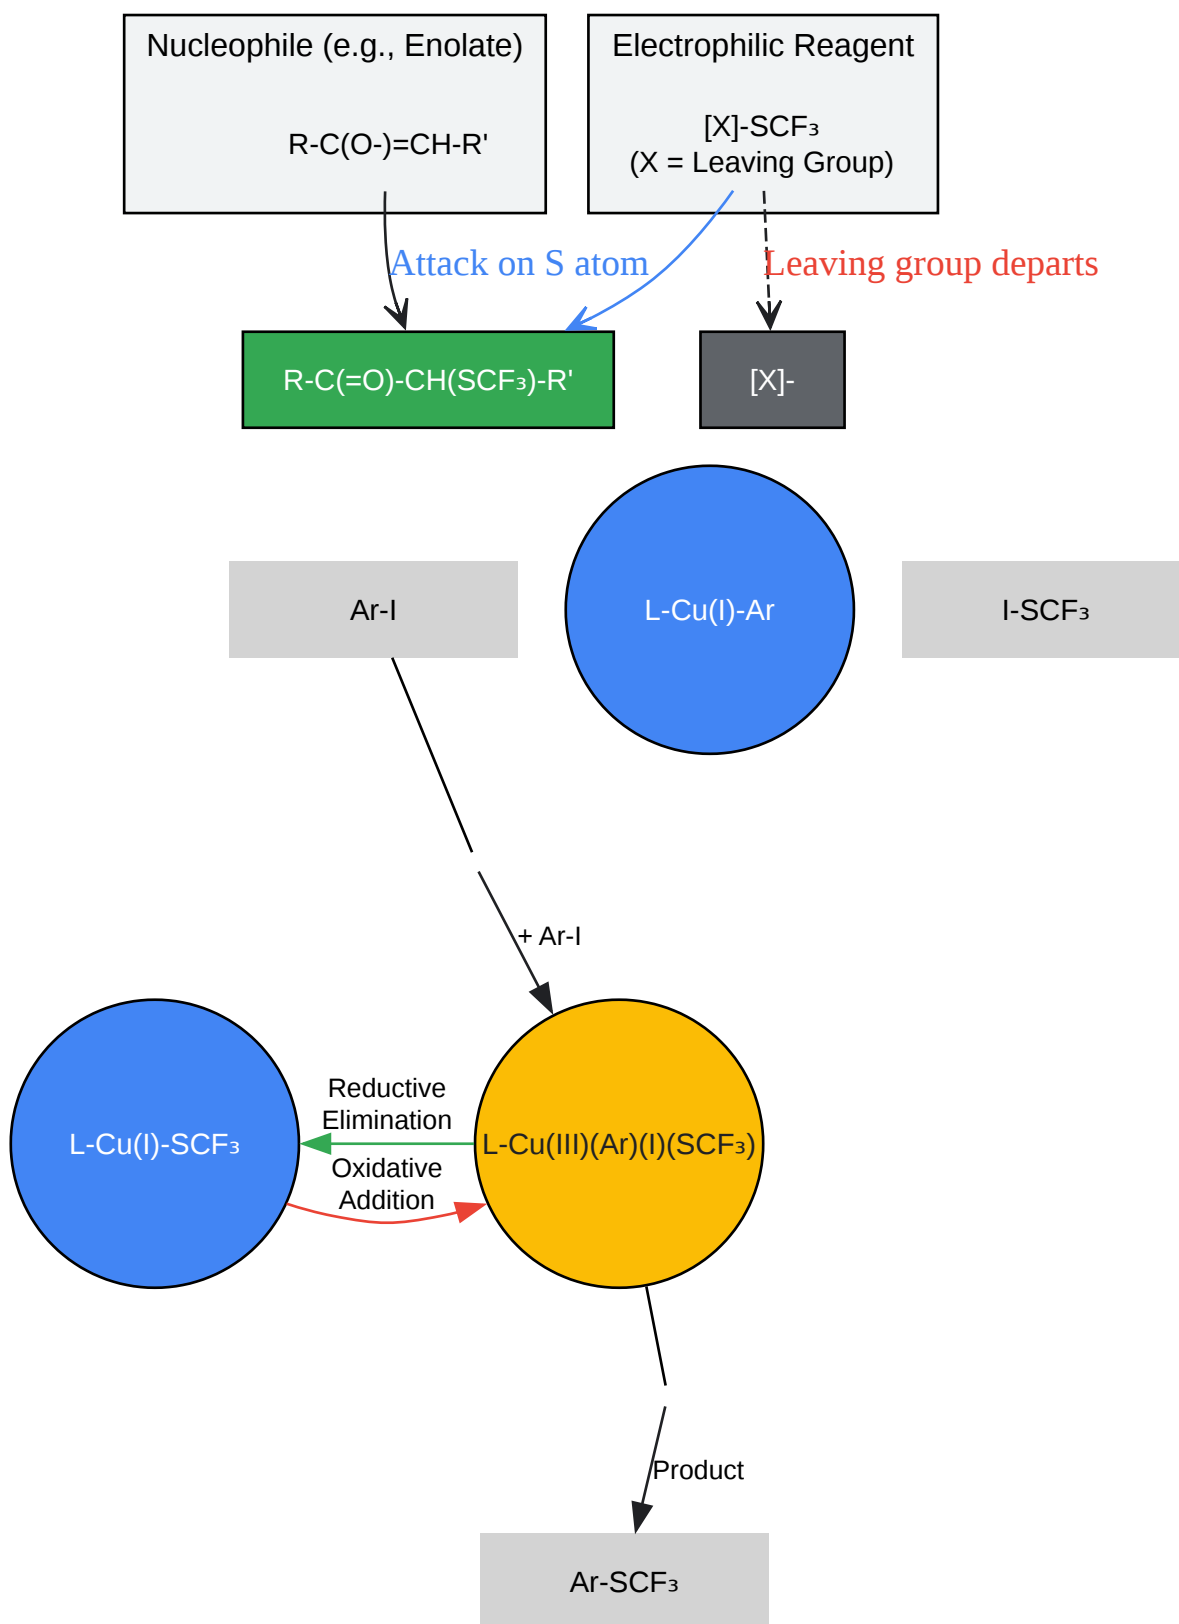 Nucleophile (e.g., Enolate)
Electrophilic Reagent
R-C(O-)=CH-R'
[X]-SCF₃
(X = Leaving Group)
Attack on S atom
Leaving group departs
R-C(=O)-CH(SCF₃)-R'
[X]-
Ar-I
L-Cu(I)-Ar
I-SCF₃
+ Ar-I
Reductive
Elimination
L-Cu(I)-SCF₃
L-Cu(III)(Ar)(I)(SCF₃)
Oxidative
Addition
Product
Ar-SCF₃